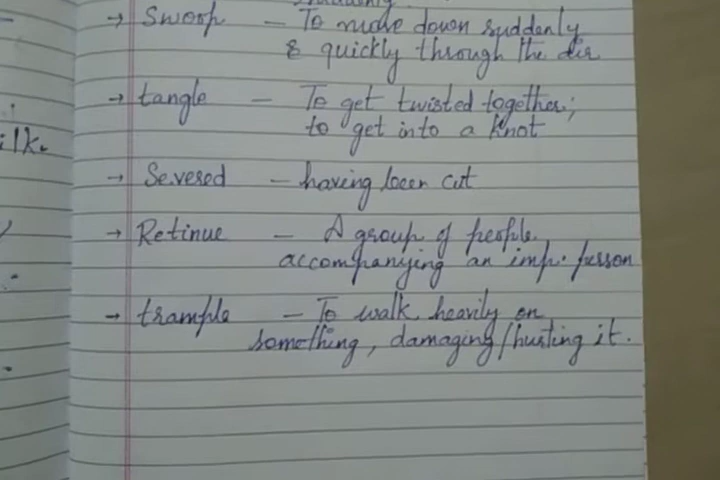 → Swoop – To move down suddenly
& quickly through the air
→ tangle – To get twisted together;
to get into a knot
→ Severed – having been cut
→ Retinue – A group of people
accompanying an imp. person
→ trample – To walk heavily on
something, damaging/hurting it.
ilk.